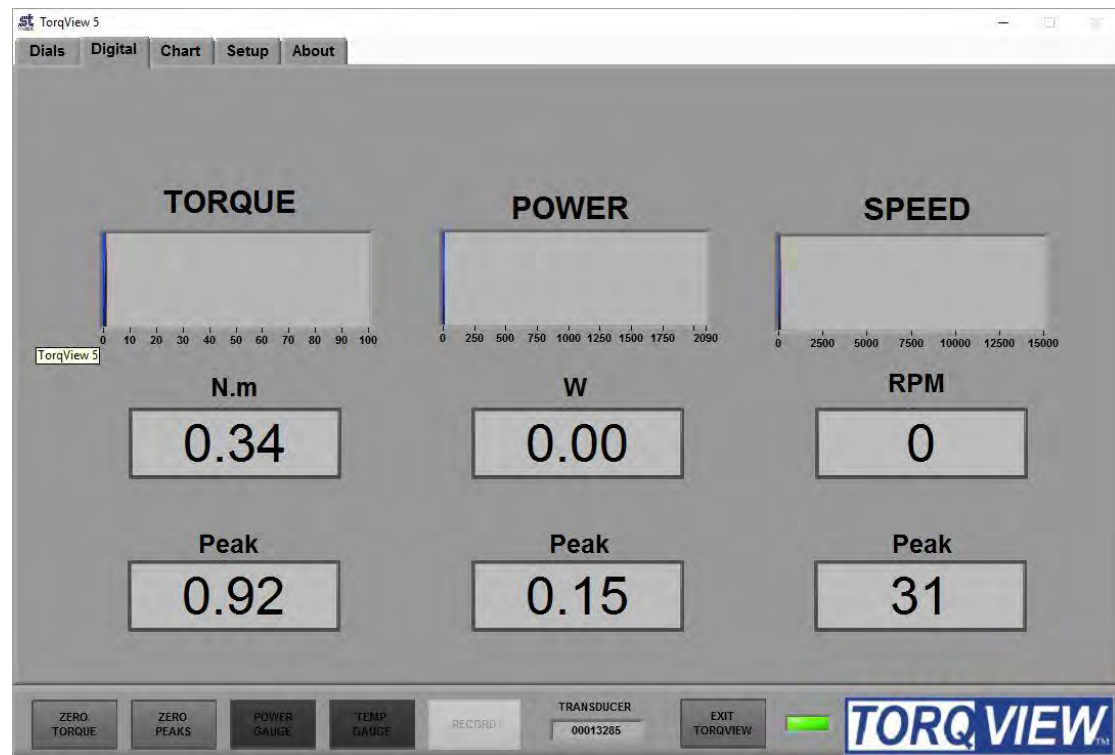 st TorqView 5
Dials Digital Chart Setup About
TORQUE POWER SPEED
0 10 20 30 40 50 60 70 80 90 100
0 250 500 750 1000 1250 1500 1750 2090
0 2500 5000 7500 10000 12500 15000
TorqView 5
N.m W RPM
0.34 0.00 0
Peak Peak Peak
0.92 0.15 31
ZERO TORQUE
ZERO PEAKS
POWER GAUGE
TEMP GAUGE
RECORD
TRANSDUCER
00013285
EXIT TORQVIEW
TORQVIEW TM